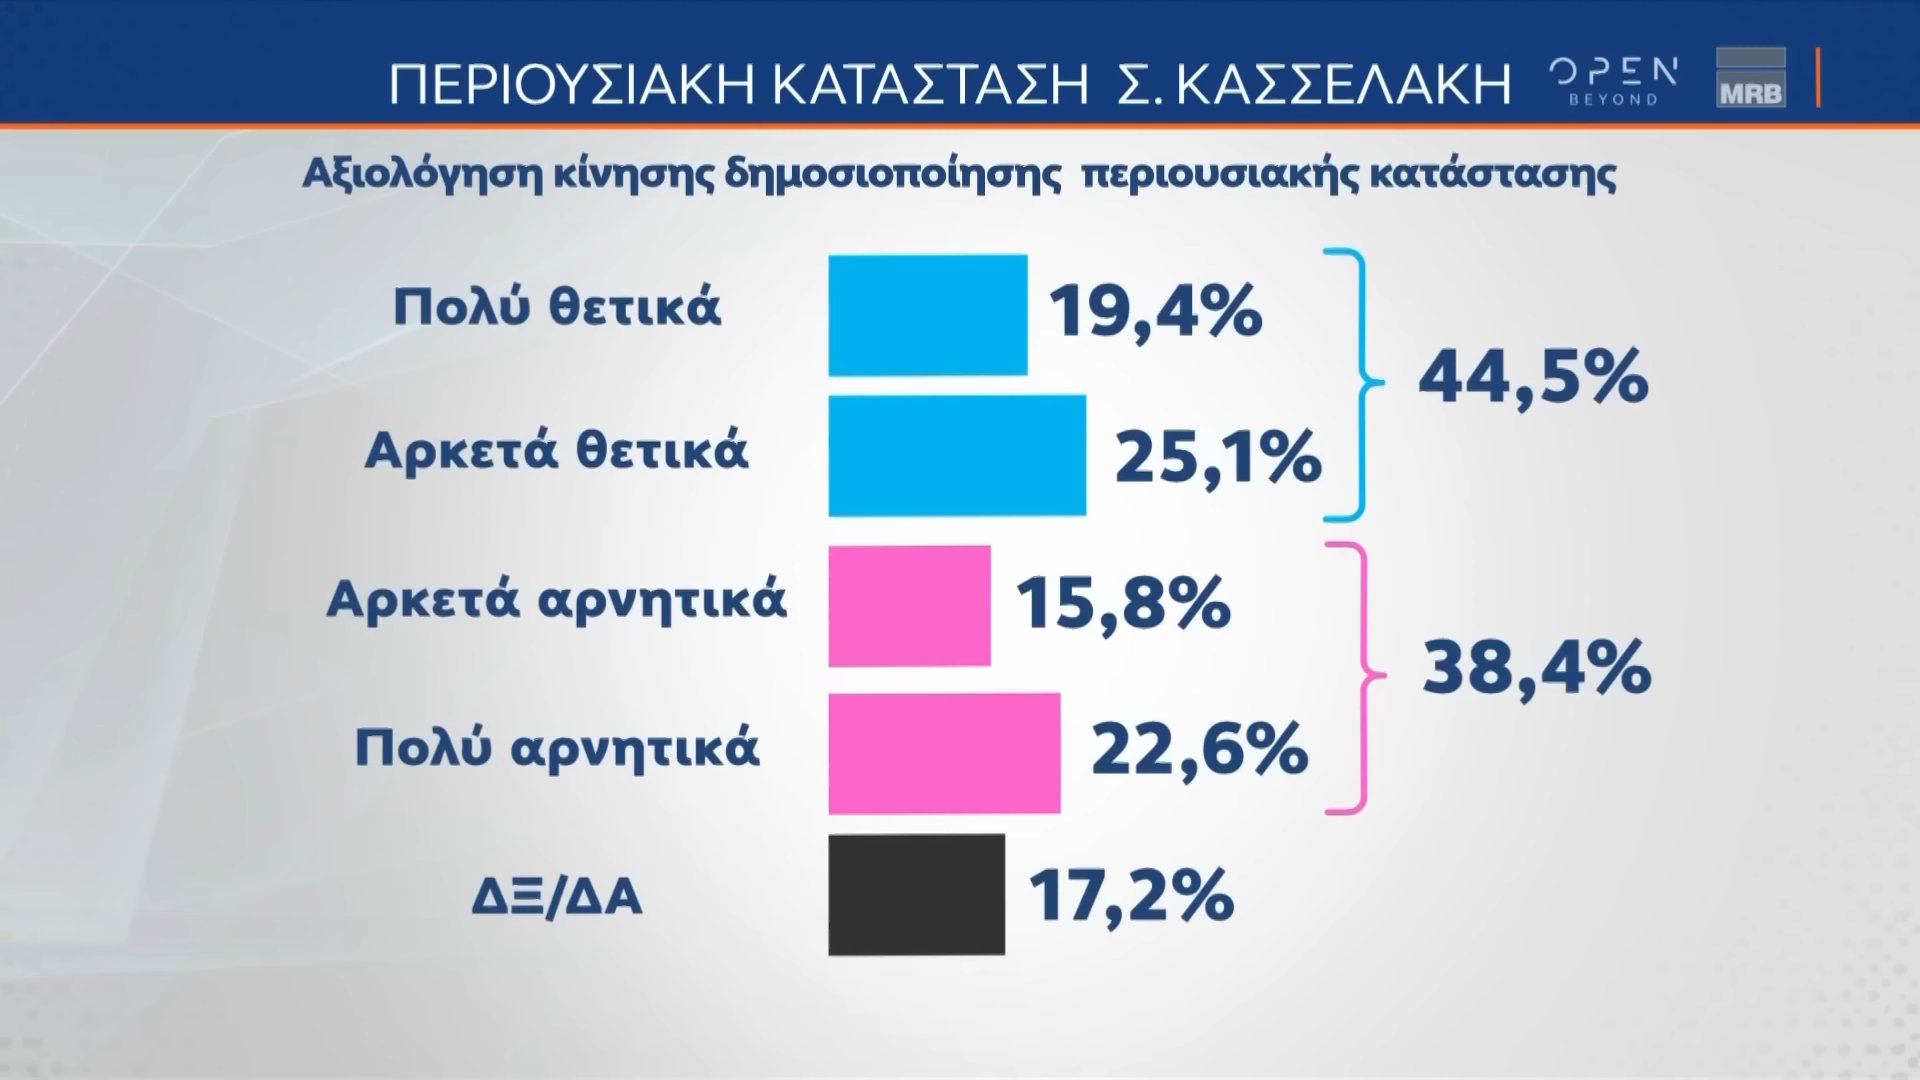 ΠΕΡΙΟΥΣΙΑΚΗ ΚΑΤΑΣΤΑΣΗ Σ. ΚΑΣΣΕΛΑΚΗ
OPEN
BEYOND
MRB
Αξιολόγηση κίνησης δημοσιοποίησης περιουσιακής κατάστασης
Πολύ θετικά 19,4%
44,5%
Αρκετά θετικά 25,1%
Αρκετά αρνητικά 15,8%
38,4%
Πολύ αρνητικά 22,6%
ΔΞ/ΔΑ 17,2%